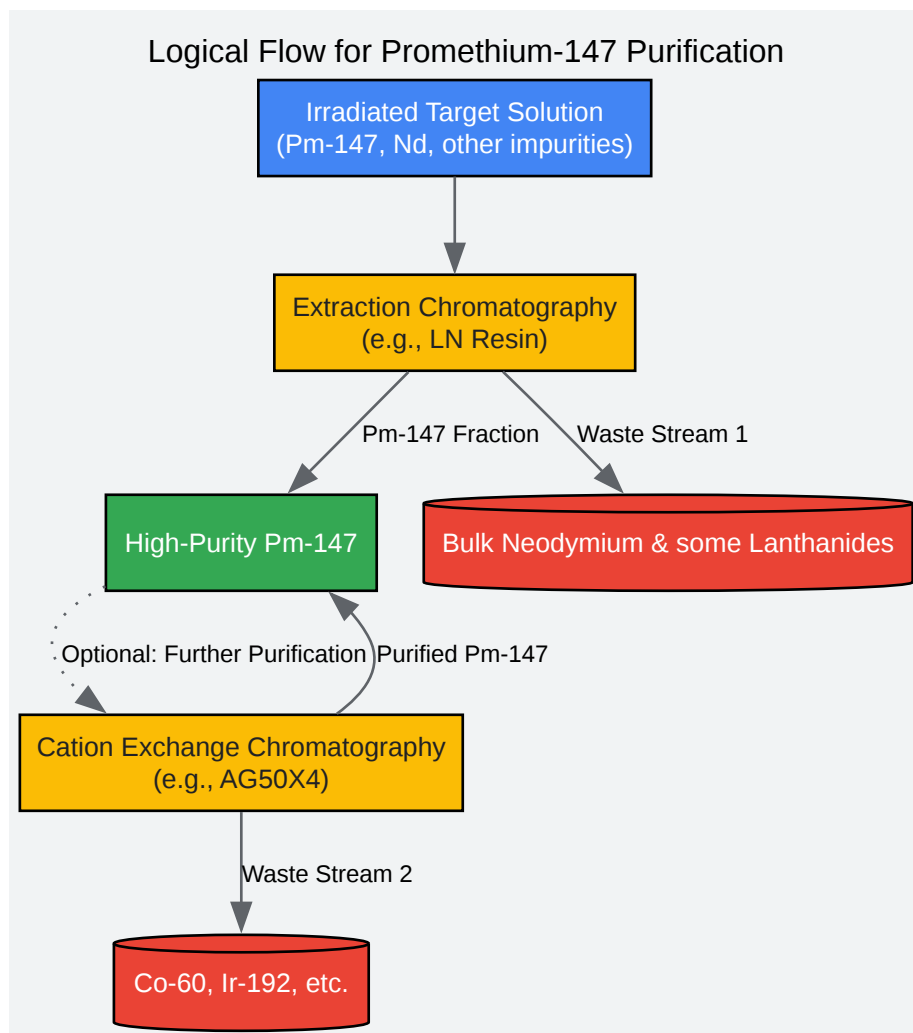 Logical Flow for Promethium-147 Purification
Irradiated Target Solution
(Pm-147, Nd, other impurities)
Extraction Chromatography
(e.g., LN Resin)
Pm-147 Fraction
Waste Stream 1
High-Purity Pm-147
Bulk Neodymium & some Lanthanides
Optional: Further Purification
Purified Pm-147
Cation Exchange Chromatography
(e.g., AG50X4)
Waste Stream 2
Co-60, Ir-192, etc.